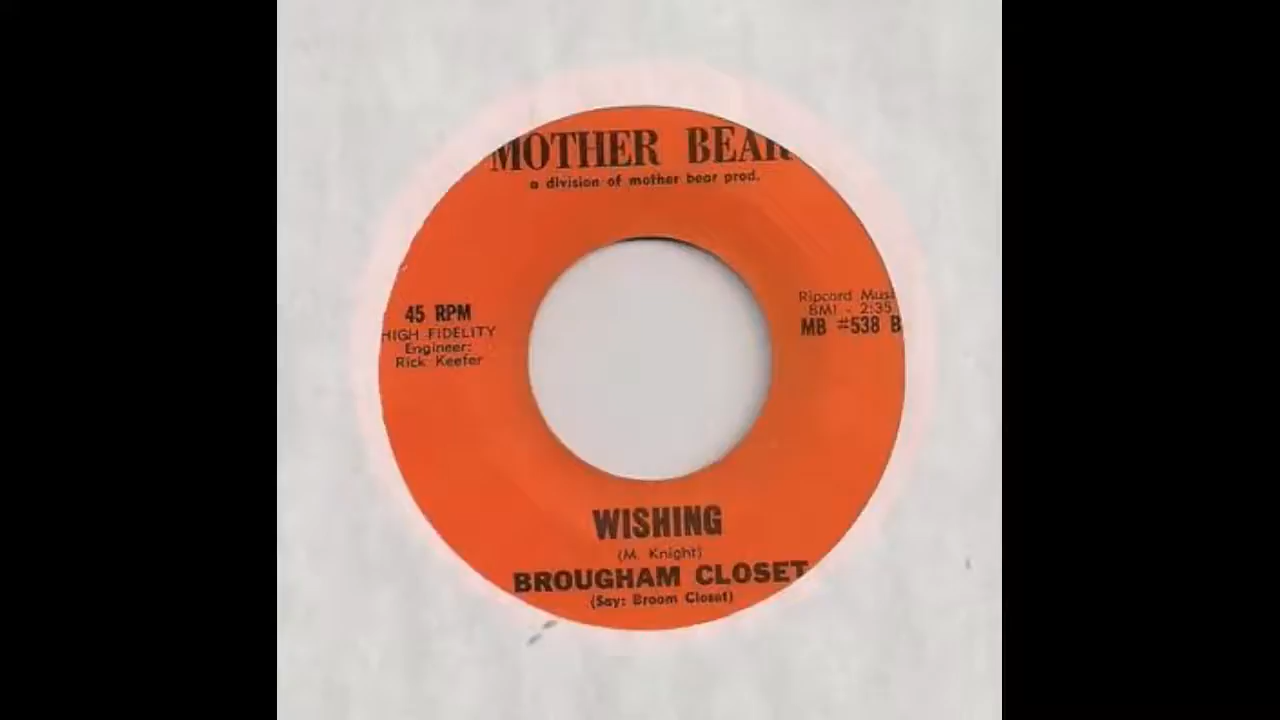 MOTHER BEAR
a division of mother bear prod.
45 RPM
HIGH FIDELITY
Engineer:
Rick Keefer
Ripcord Musi
BMI - 2:35
MB #538 B
WISHING
(M. Knight)
BROUGHAM CLOSET
(Say: Broom Closet)